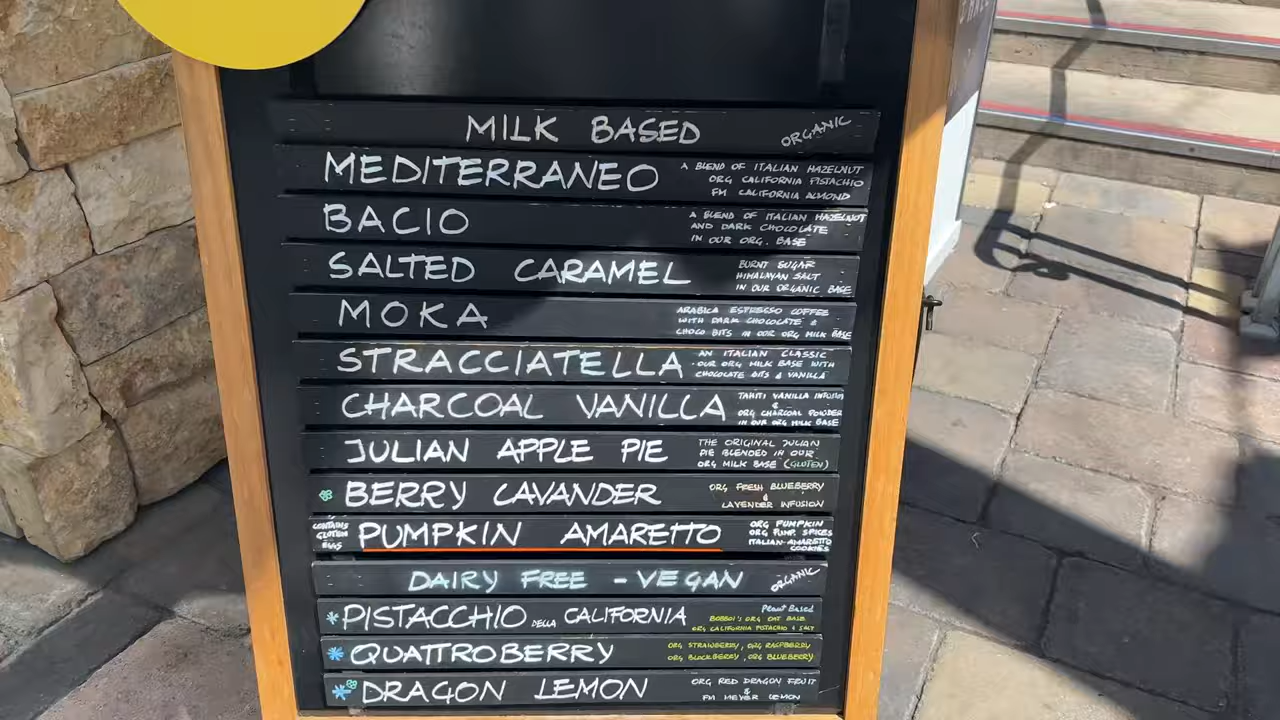 MILK BASED ORGANIC
MEDITERRANEO
A BLEND OF ITALIAN HAZELNUT
ORG CALIFORNIA PISTACHIO
FM CALIFORNIA ALMOND
BACIO
A BLEND OF ITALIAN HAZELNUT
AND DARK CHOCOLATE
IN OUR ORG. BASE
SALTED CARAMEL
BURNT SUGAR
HIMALAYAN SALT
IN OUR ORGANIC BASE
MOKA
ARABICA ESPRESSO COFFEE
WITH DARK CHOCOLATE &
CHOCO BITS IN OUR ORG MILK BASE
STRACCIATELLA
AN ITALIAN CLASSIC
OUR ORG MILK BASE WITH
CHOCOLATE BITS & VANILLA
CHARCOAL VANILLA
TAHITI VANILLA INFUSION
&
ORG CHARCOAL POWDER
IN OUR ORG MILK BASE
JULIAN APPLE PIE
THE ORIGINAL JULIAN
PIE BLENDED IN OUR
ORG MILK BASE (GLUTEN)
BERRY LAVANDER
ORG FRESH BLUEBERRY
&
LAVENDER INFUSION
CONTAINS
GLUTEN
EGGS
PUMPKIN AMARETTO
ORG PUMPKIN
ORG PUMP. SPICES
ITALIAN AMARETTO
COOKIES
DAIRY FREE - VEGAN ORGANIC
PISTACCHIO DELLA CALIFORNIA
PLANT BASED
BOBBOI'S ORG OAT BASE
ORG CALIFORNIA PISTACHIO & SALT
QUATTROBERRY
ORG STRAWBERRY, ORG RASPBERRY
ORG BLACKBERRY, ORG BLUEBERRY
DRAGON LEMON
ORG RED DRAGON FRUIT
&
FM MEYER LEMON